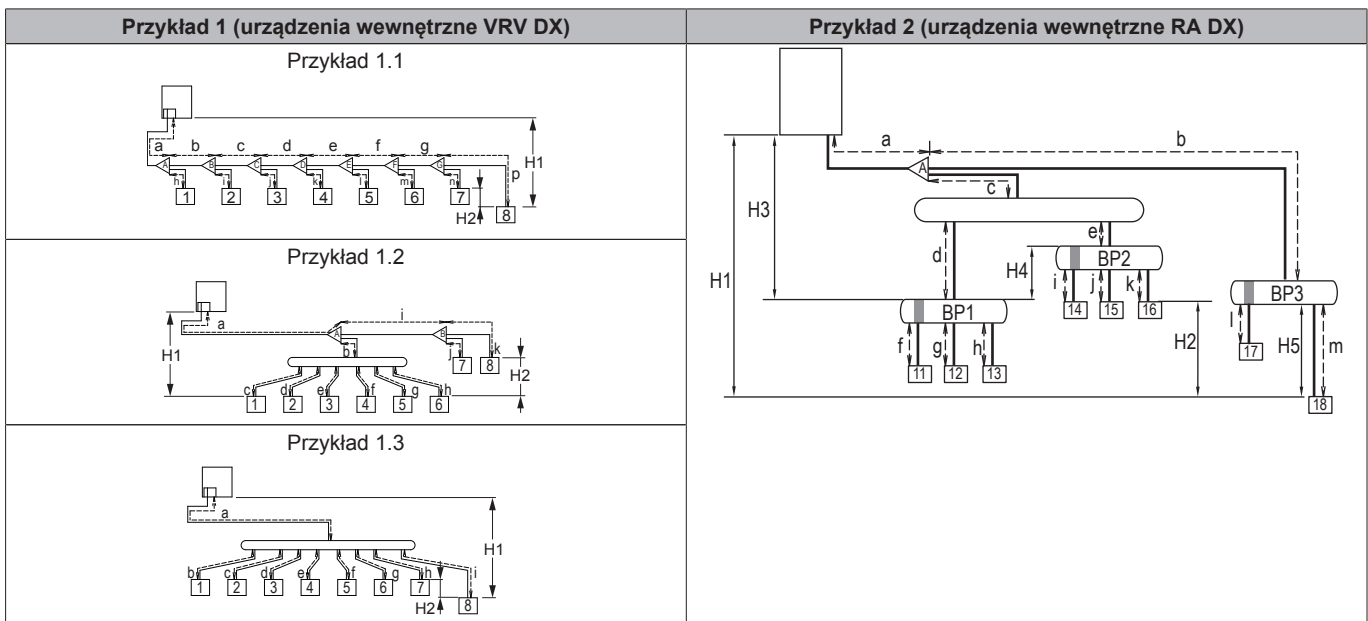 Przykład 1 (urządzenia wewnętrzne VRV DX)
Przykład 1.1
a b c d e f g
A B C D E F G
h i j k l m n p
1 2 3 4 5 6 7 8
H1
H2
Przykład 1.2
a i
A B
H1
b j k
7 8
H2
c d e f g h
1 2 3 4 5 6
Przykład 1.3
a
H1
b c d e f g h i
1 2 3 4 5 6 7
H2 8
Przykład 2 (urządzenia wewnętrzne RA DX)
a b
A
c
H3
H1
d e
H4 BP2
i j k
14 15 16
BP1 BP3
f g h
11 12 13
H2
l
17
H5 m
18